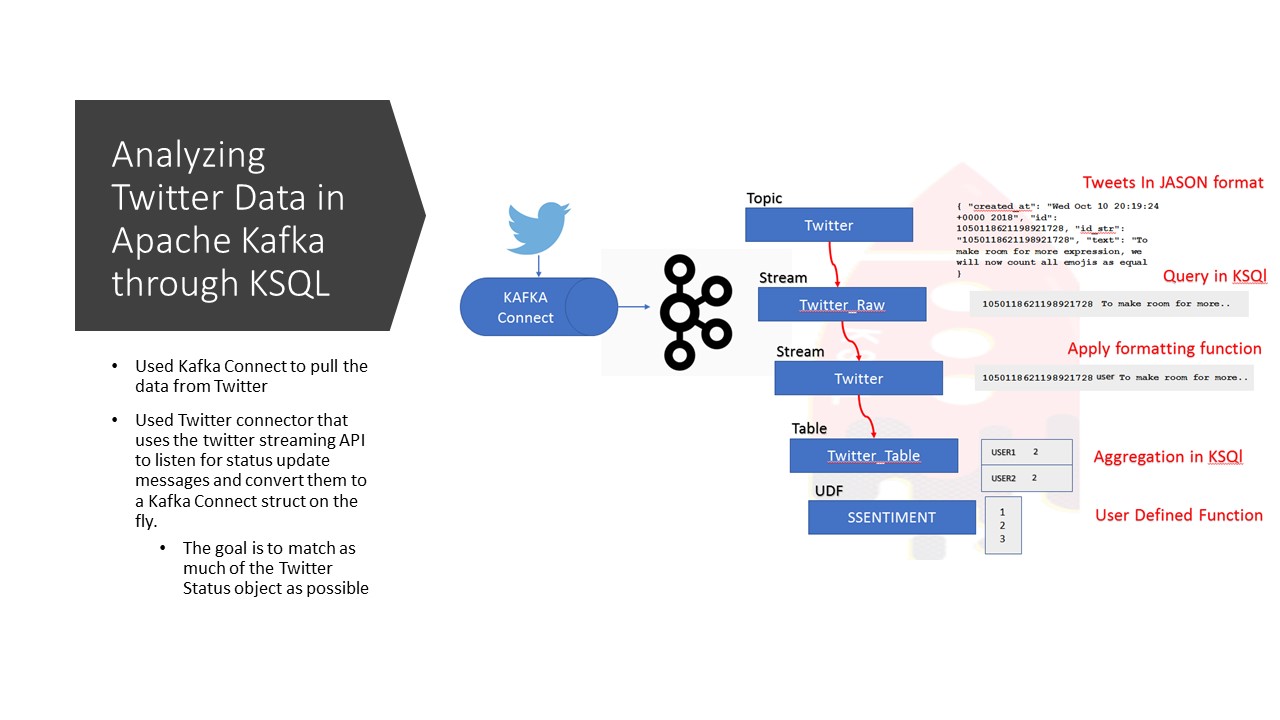 Analyzing
Twitter Data in
Apache Kafka
through KSQL
• Used Kafka Connect to pull the
data from Twitter
• Used Twitter connector that
uses the twitter streaming API
to listen for status update
messages and convert them to
a Kafka Connect struct on the
fly.
• The goal is to match as
much of the Twitter
Status object as possible
KAFKA
Connect
Topic
Twitter
Stream
Twitter_Raw
Stream
Twitter
Table
Twitter_Table
UDF
SSENTIMENT
Tweets In JASON format
{ "created_at": "Wed Oct 10 20:19:24
+0000 2018", "id":
1050118621198921728, "id_str":
"1050118621198921728", "text": "To
make room for more expression, we
will now count all emojis as equal
}
Query in KSQl
1050118621198921728 To make room for more..
Apply formatting function
1050118621198921728 user To make room for more..
USER1 2
USER2 2
Aggregation in KSQl
1
2
3
User Defined Function